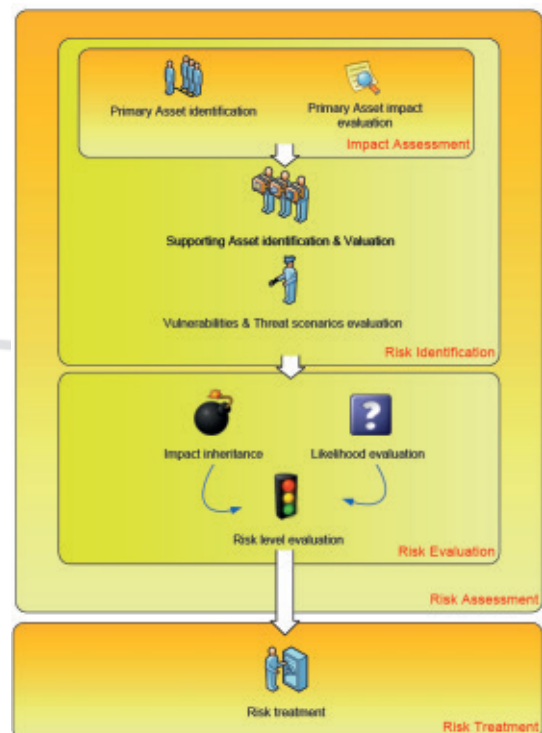 Primary Asset identification
Primary Asset impact
evaluation
Impact Assessment
Supporting Asset identification & Valuation
Vulnerabilities & Threat scenarios evaluation
Risk Identification
?
Impact inheritance
Likelihood evaluation
Risk level evaluation
Risk Evaluation
Risk Assessment
Risk treatment
Risk Treatment